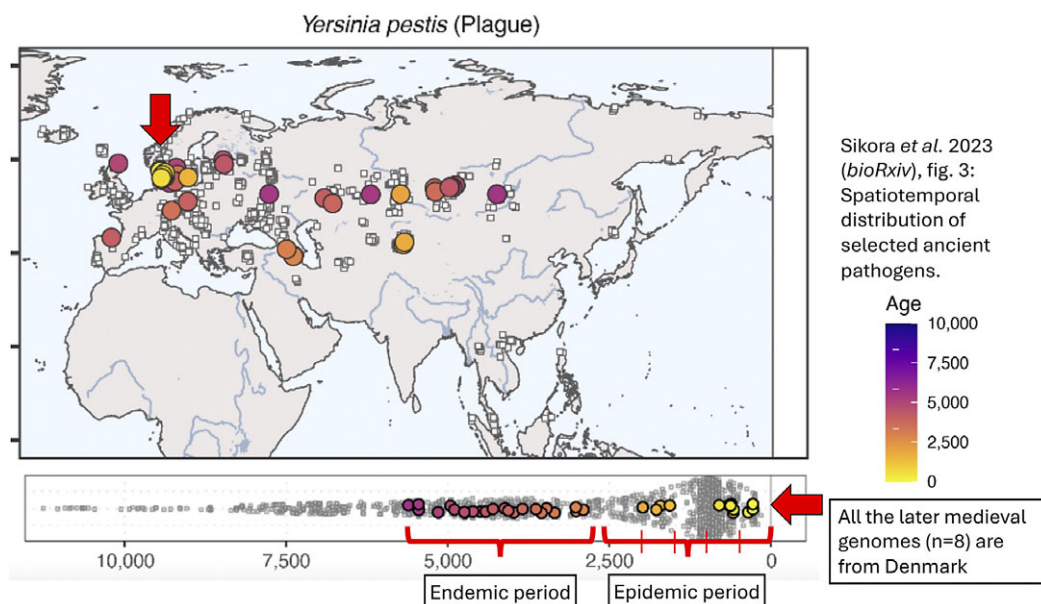 Yersinia pestis (Plague)
Sikora et al. 2023
(bioRxiv), fig. 3:
Spatiotemporal
distribution of
selected ancient
pathogens.
Age
10,000
7,500
5,000
2,500
0
All the later medieval
genomes (n=8) are
from Denmark
10,000
7,500
5,000
2,500
0
Endemic period
Epidemic period